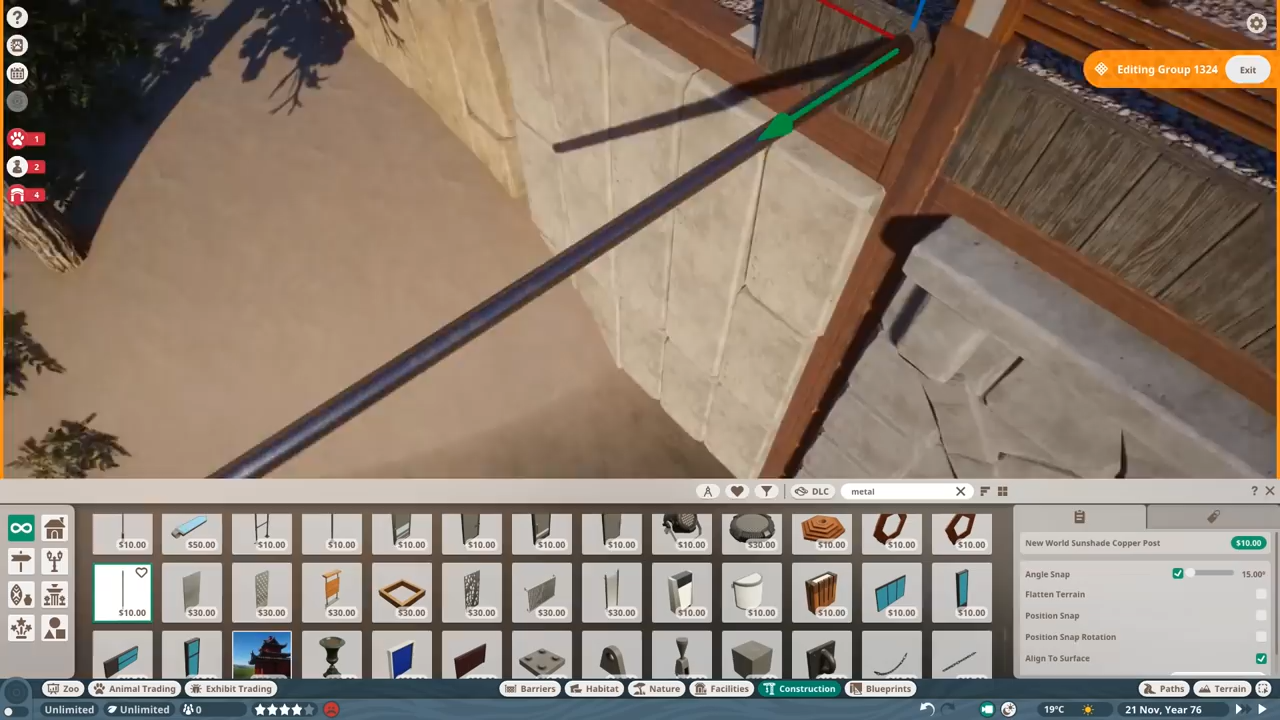 ?
Editing Group 1324 Exit
1
2
4
DLC metal ? ✕
$10.00 $50.00 $10.00 $10.00 $10.00 $10.00 $10.00 $10.00 $10.00 $30.00 $10.00 $10.00 $10.00
New World Sunshade Copper Post $10.00
Angle Snap 15.00°
$10.00 $30.00 $30.00 $30.00 $30.00 $30.00 $30.00 $30.00 $10.00 $10.00 $10.00 $10.00 $10.00
Flatten Terrain
Position Snap
Position Snap Rotation
Align To Surface
Zoo Animal Trading Exhibit Trading Barriers Habitat Nature Facilities Construction Blueprints Paths Terrain
Unlimited Unlimited 0 19°C 21 Nov, Year 76